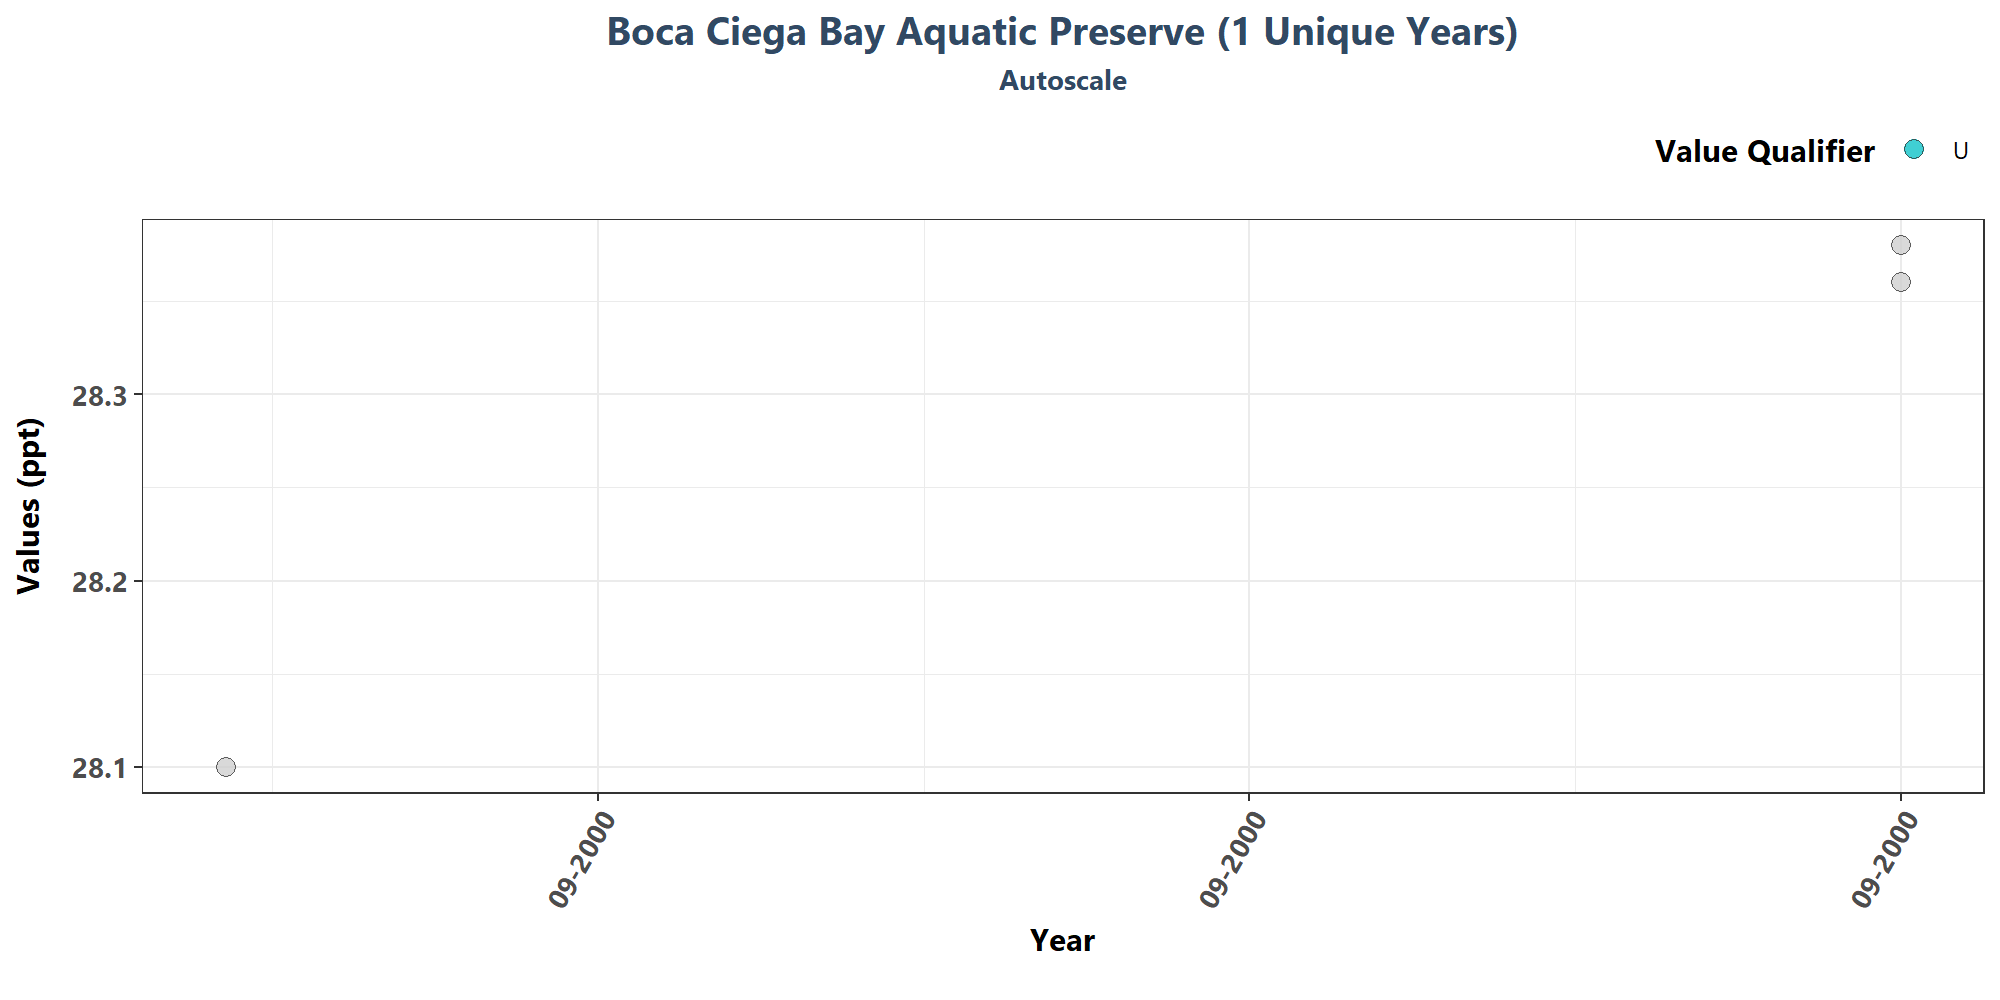 Boca Ciega Bay Aquatic Preserve (1 Unique Years)
Autoscale
Value Qualifier U
Values (ppt)
28.3
28.2
28.1
09-2000 09-2000 09-2000
Year